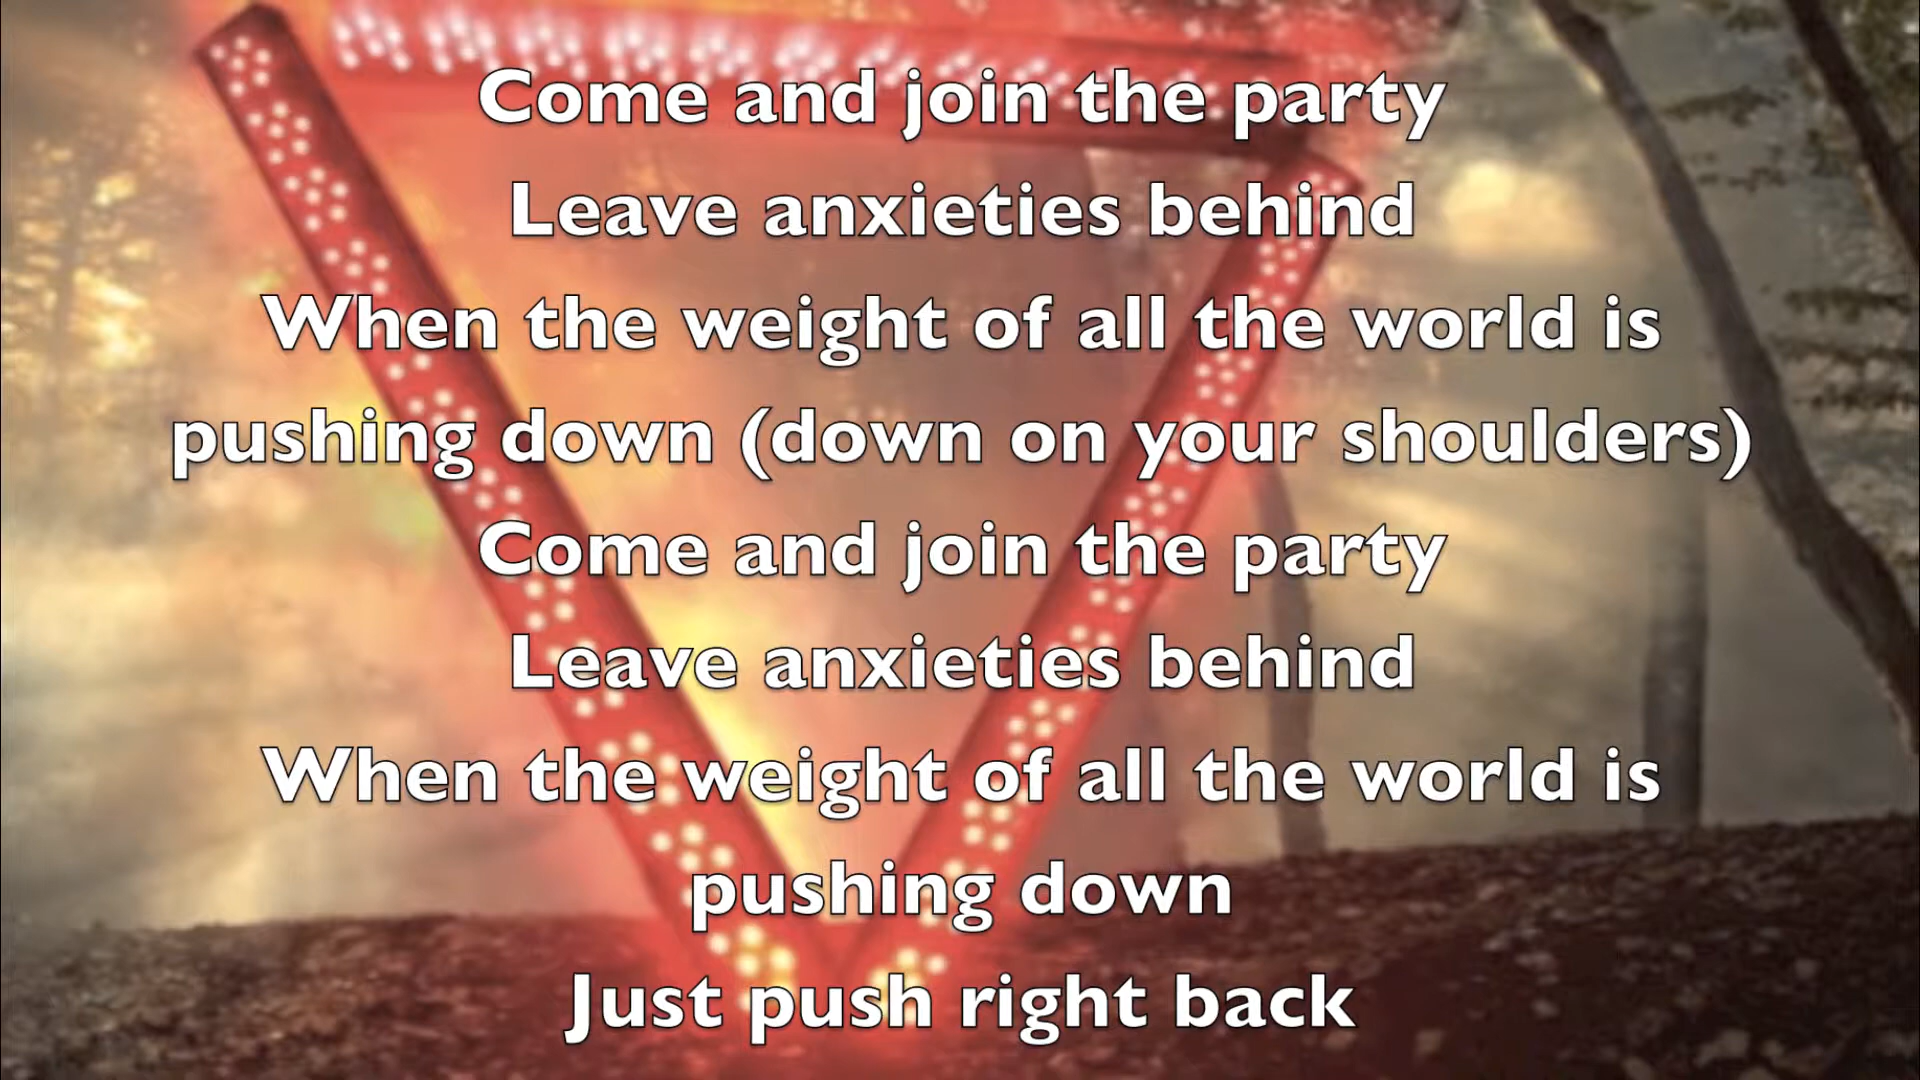 Come and join the party
Leave anxieties behind
When the weight of all the world is
pushing down (down on your shoulders)
Come and join the party
Leave anxieties behind
When the weight of all the world is
pushing down
Just push right back